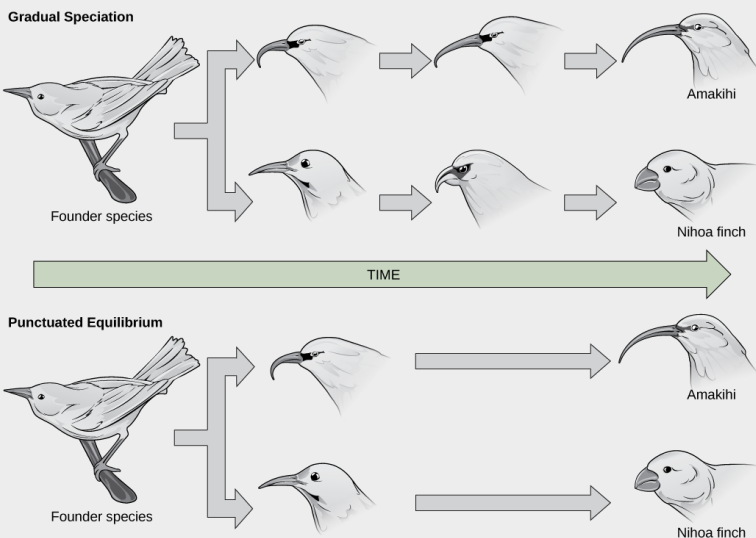 Gradual Speciation
Amakihi
Founder species
Nihoa finch
TIME
Punctuated Equilibrium
Amakihi
Founder species
Nihoa finch